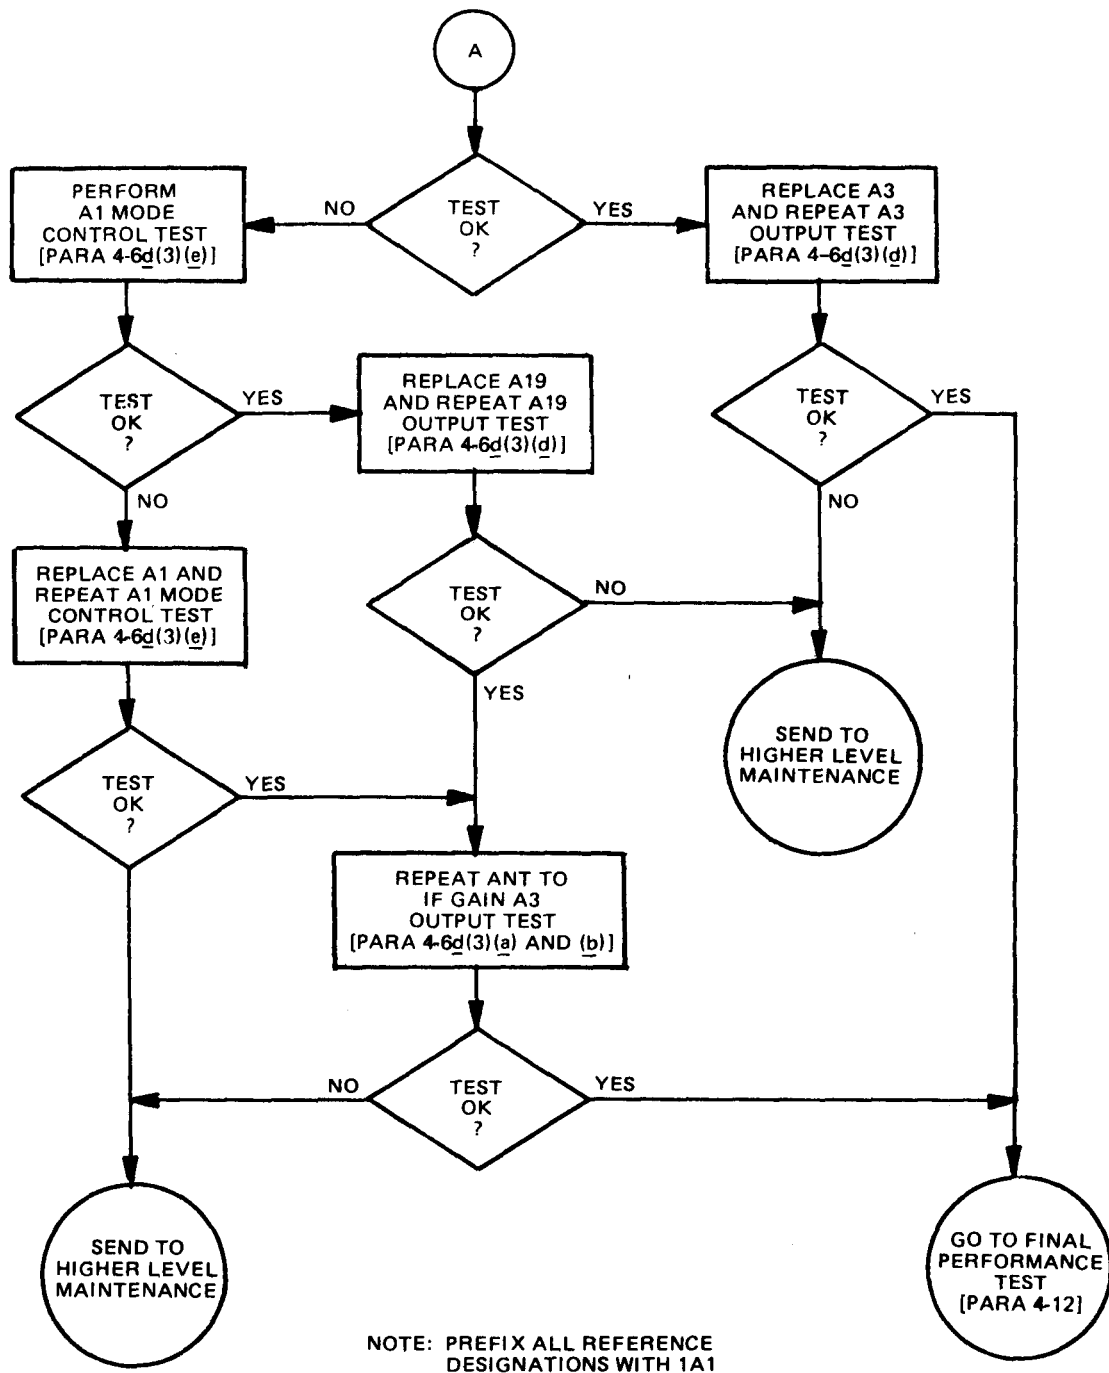 A
TEST
OK
?
NO
YES
PERFORM
A1 MODE
CONTROL TEST
[PARA 4-6d(3)(e)]
REPLACE A3
AND REPEAT A3
OUTPUT TEST
[PARA 4-6d(3)(d)]
TEST
OK
?
YES
NO
REPLACE A19
AND REPEAT A19
OUTPUT TEST
[PARA 4-6d(3)(d)]
TEST
OK
?
YES
NO
REPLACE A1 AND
REPEAT A1 MODE
CONTROL TEST
[PARA 4-6d(3)(e)]
TEST
OK
?
NO
YES
SEND TO
HIGHER LEVEL
MAINTENANCE
TEST
OK
?
YES
REPEAT ANT TO
IF GAIN A3
OUTPUT TEST
[PARA 4-6d(3)(a) AND (b)]
TEST
OK
?
NO
YES
SEND TO
HIGHER LEVEL
MAINTENANCE
GO TO FINAL
PERFORMANCE
TEST
[PARA 4-12]
NOTE: PREFIX ALL REFERENCE
DESIGNATIONS WITH 1A1